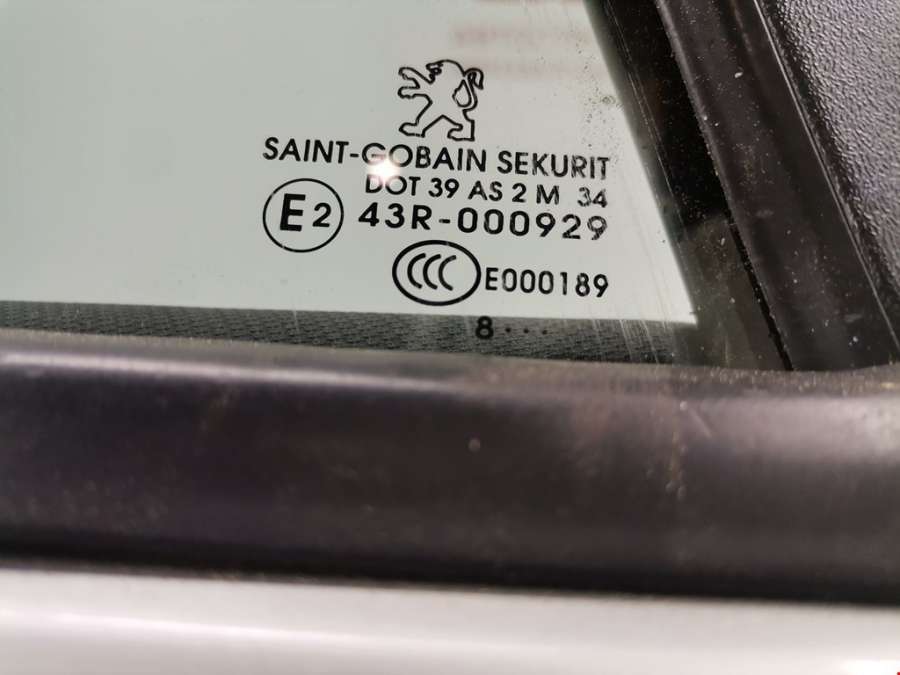 SAINT-GOBAIN SEKURIT
DOT 39 AS 2 M 34
E2 43R-000929
CCC E000189
8...